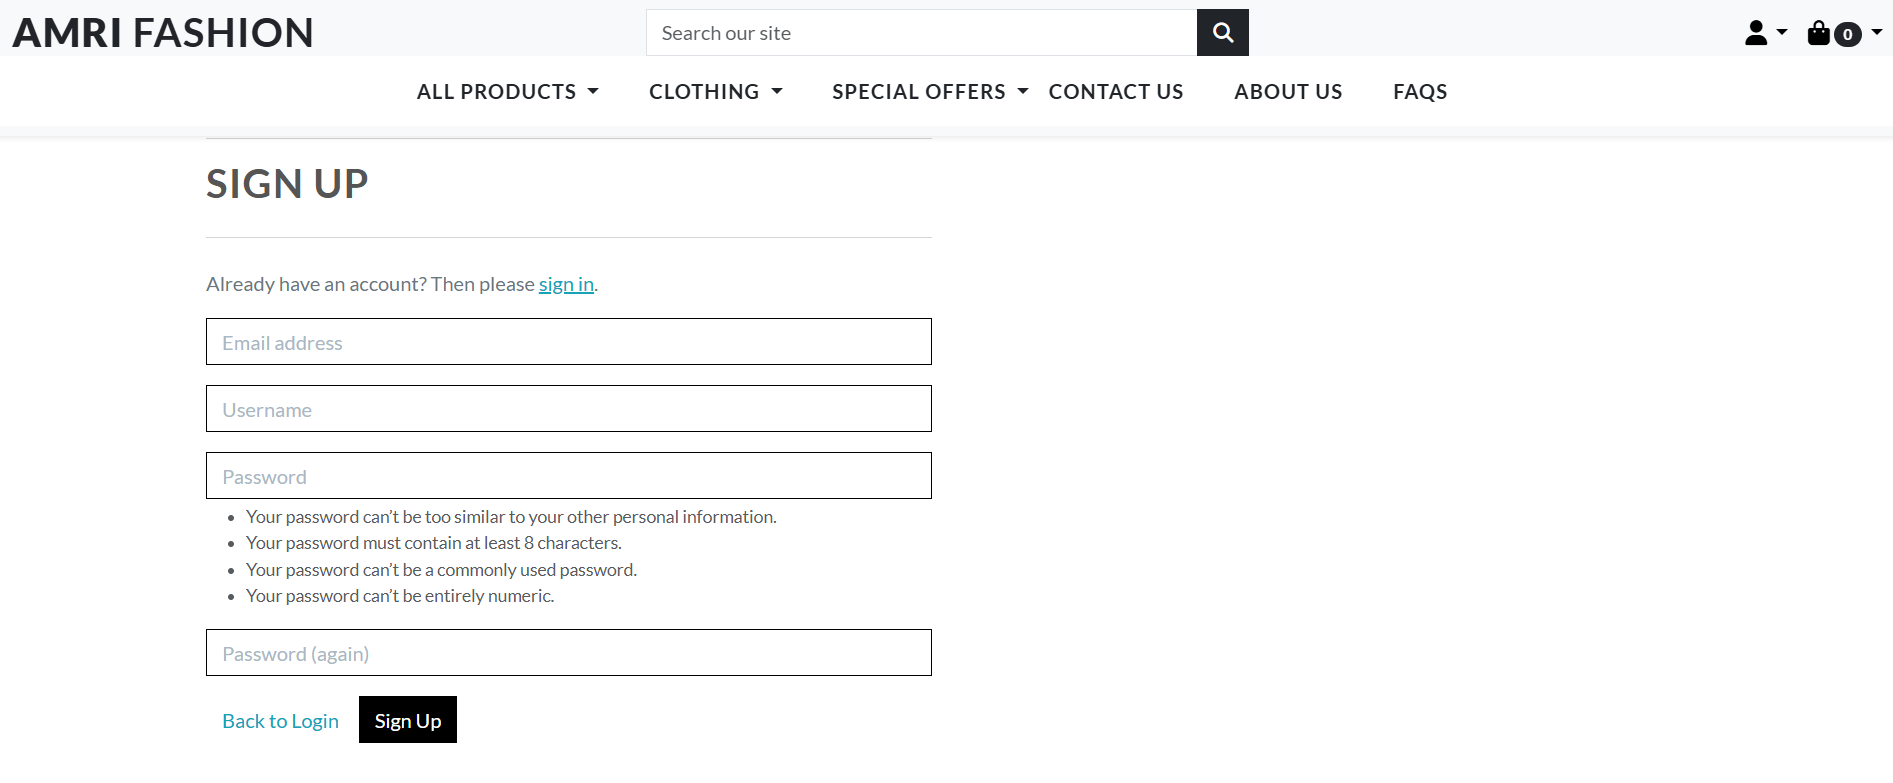 AMRI FASHION
Search our site
0
ALL PRODUCTS CLOTHING SPECIAL OFFERS CONTACT US ABOUT US FAQS
SIGN UP
Already have an account? Then please sign in.
Email address
Username
Password
• Your password can’t be too similar to your other personal information.
• Your password must contain at least 8 characters.
• Your password can’t be a commonly used password.
• Your password can’t be entirely numeric.
Password (again)
Back to Login Sign Up